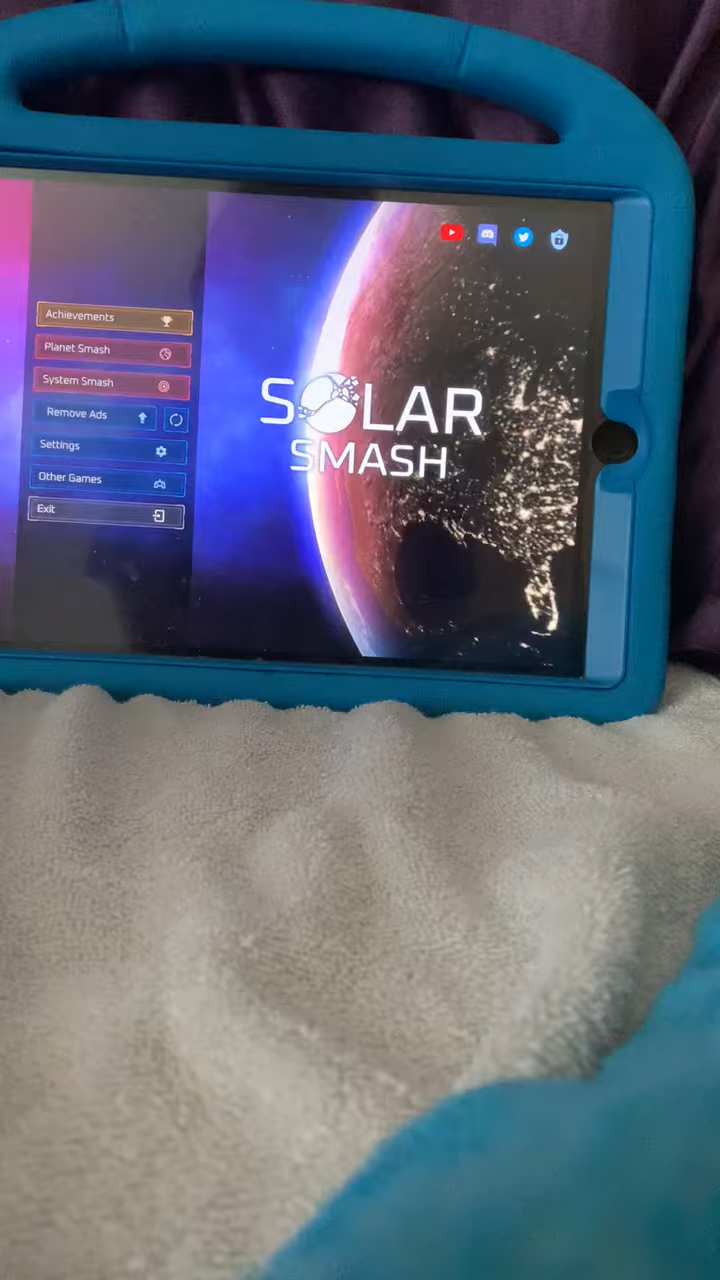 Achievements
Planet Smash
System Smash
Remove Ads
Settings
Other Games
Exit
SOLAR
SMASH